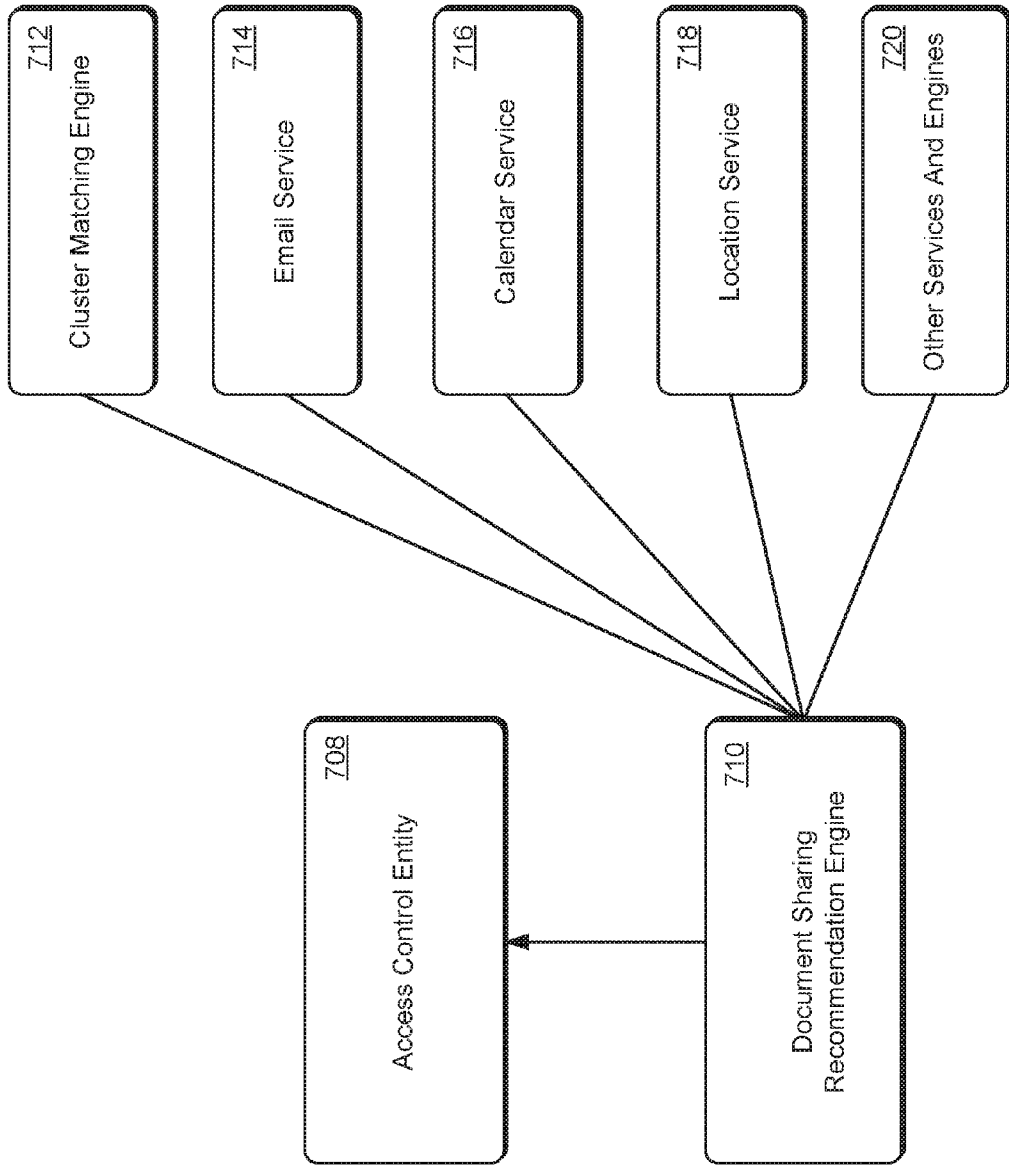 708
Access Control Entity
710
Document Sharing
Recommendation Engine
712
Cluster Matching Engine
714
Email Service
716
Calendar Service
718
Location Service
720
Other Services And Engines